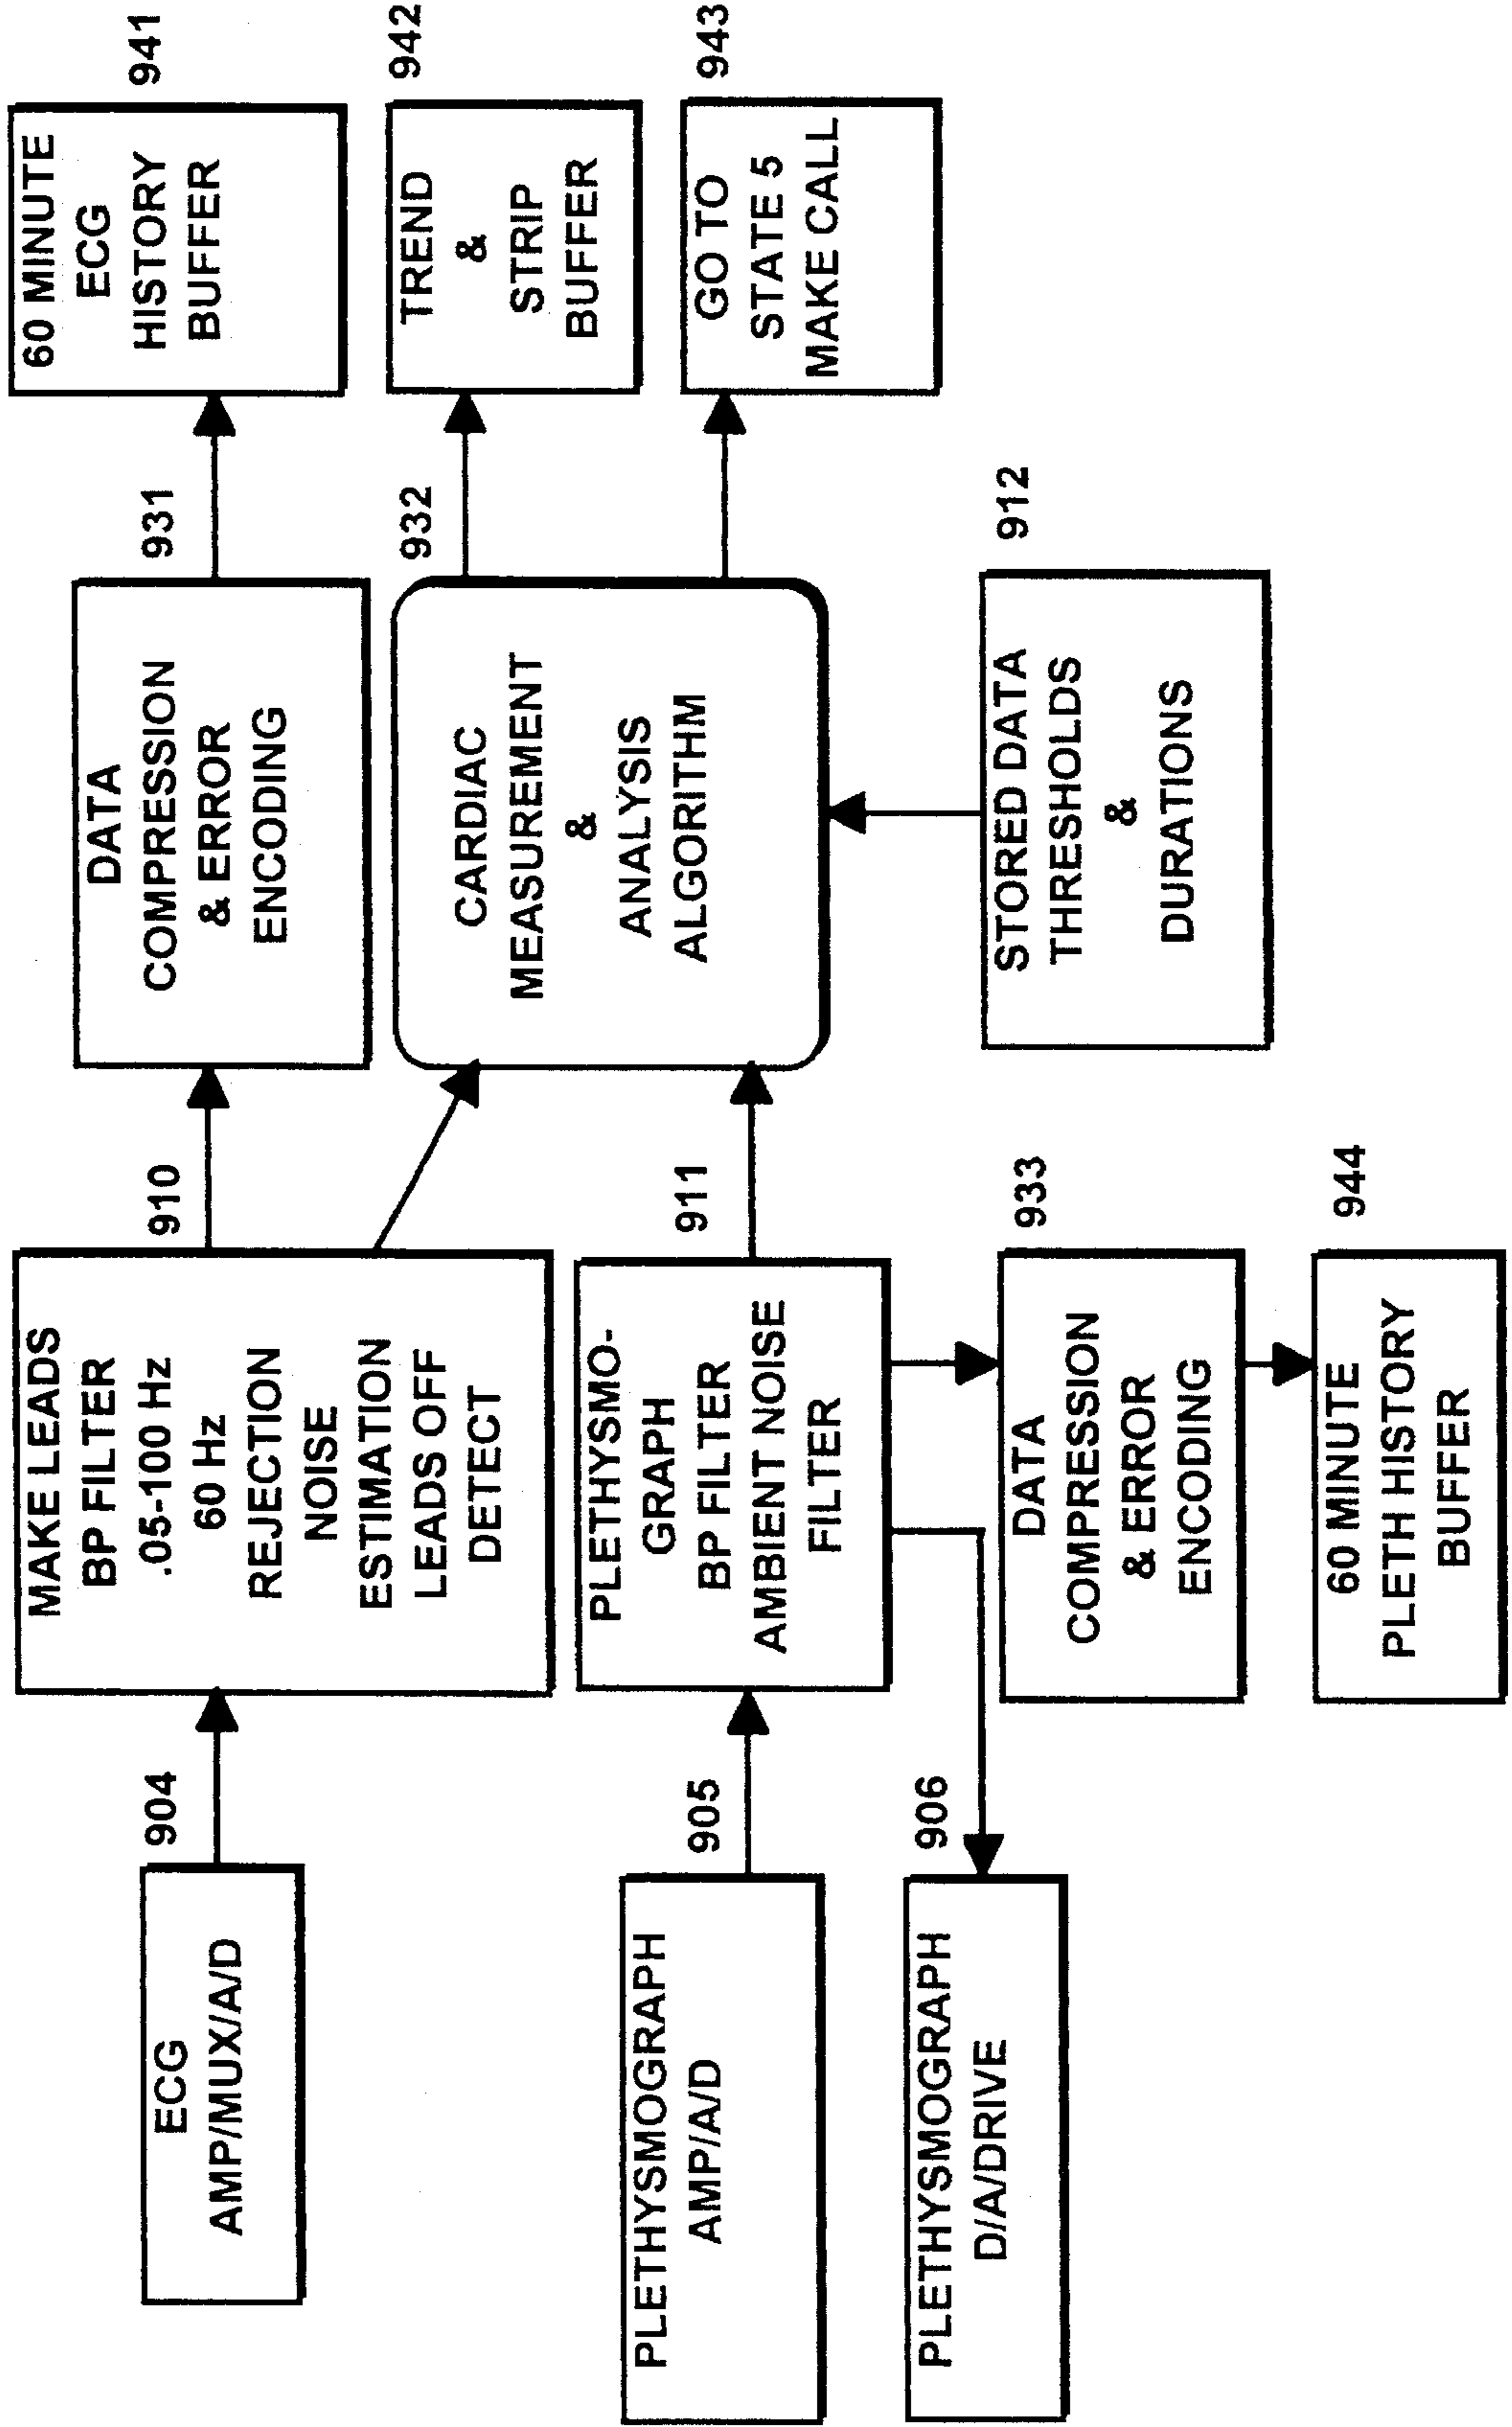 ECG
AMP/MUX/A/D
904
MAKE LEADS
BP FILTER
.05-100 Hz
60 Hz
REJECTION
NOISE
ESTIMATION
LEADS OFF
DETECT
910
DATA
COMPRESSION
& ERROR
ENCODING
931
60 MINUTE
ECG
HISTORY
BUFFER
941
PLETHYSMOGRAPH
AMP/A/D
905
PLETHYSMO-
GRAPH
BP FILTER
AMBIENT NOISE
FILTER
911
CARDIAC
MEASUREMENT
&
ANALYSIS
ALGORITHM
932
TREND
&
STRIP
BUFFER
942
GO TO
STATE 5
MAKE CALL
943
PLETHYSMOGRAPH
D/A/DRIVE
906
DATA
COMPRESSION
& ERROR
ENCODING
933
STORED DATA
THRESHOLDS
&
DURATIONS
912
60 MINUTE
PLETH HISTORY
BUFFER
944